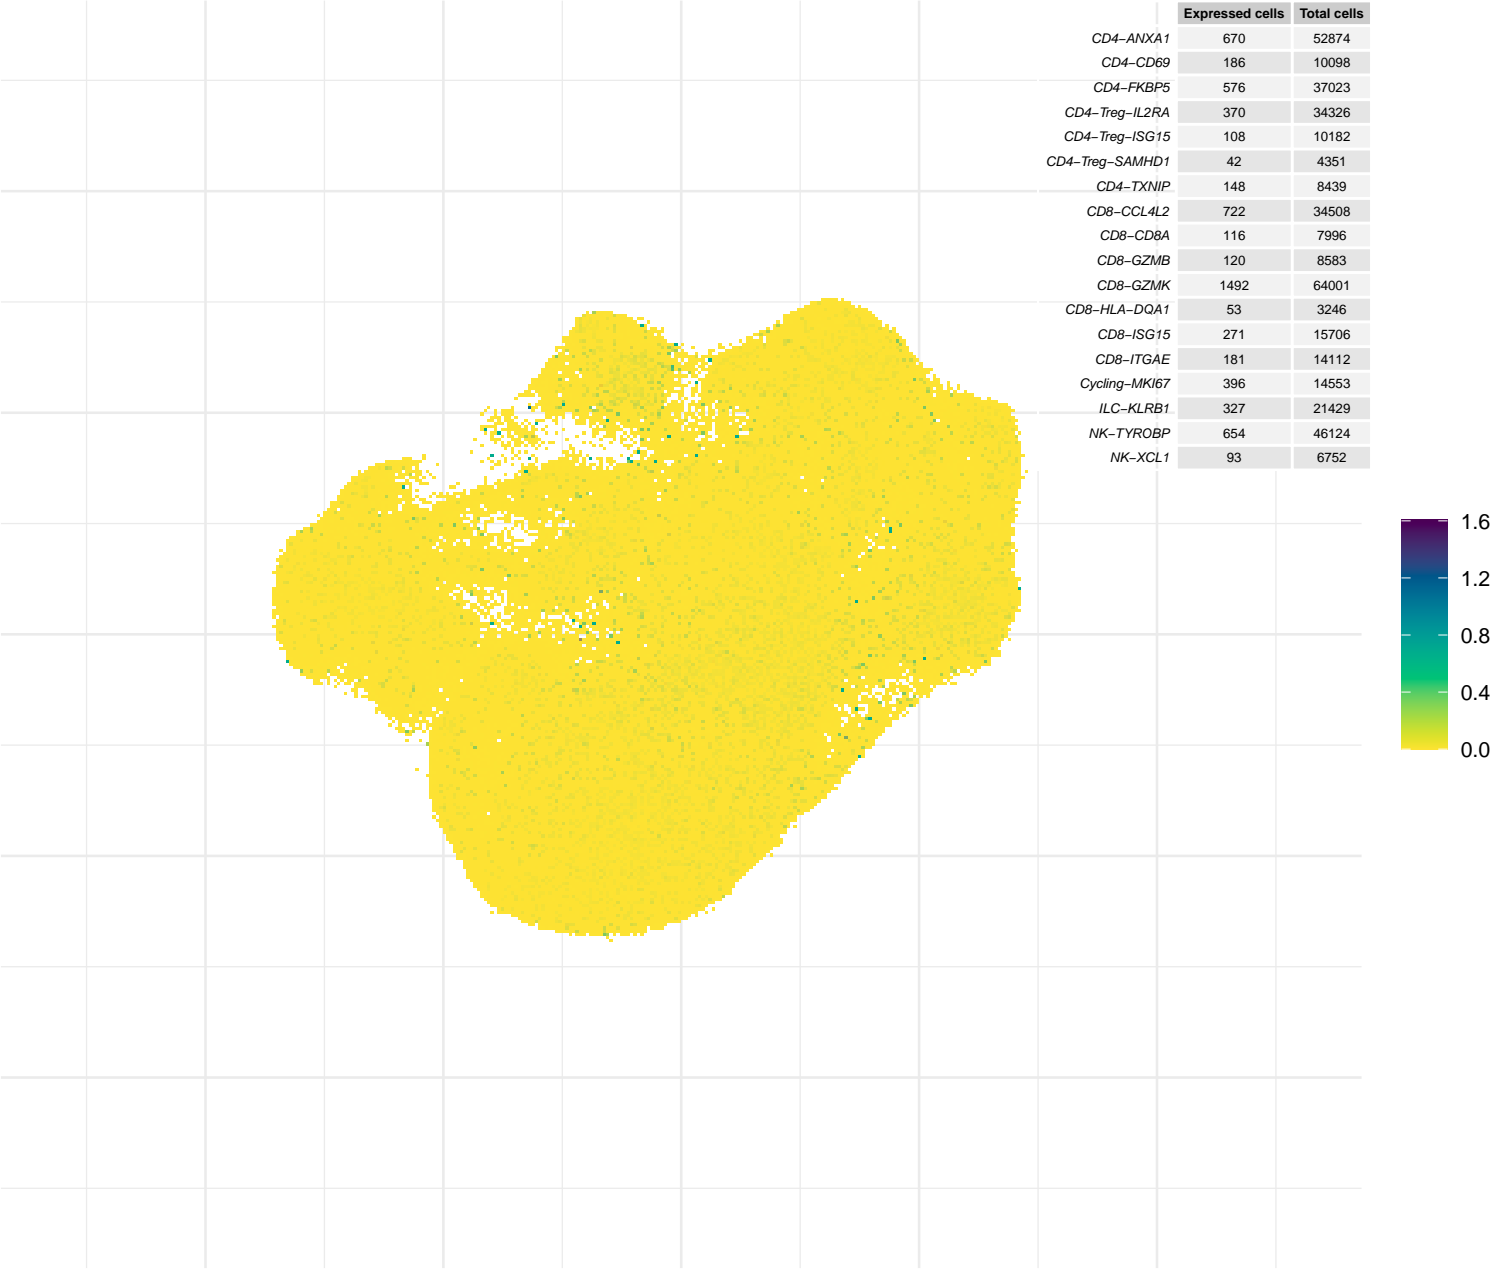 Expressed cells Total cells
CD4−ANXA1 670 52874
CD4−CD69 186 10098
CD4−FKBP5 576 37023
CD4−Treg−IL2RA 370 34326
CD4−Treg−ISG15 108 10182
CD4−Treg−SAMHD1 42 4351
CD4−TXNIP 148 8439
CD8−CCL4L2 722 34508
CD8−CD8A 116 7996
CD8−GZMB 120 8583
CD8−GZMK 1492 64001
CD8−HLA−DQA1 53 3246
CD8−ISG15 271 15706
CD8−ITGAE 181 14112
Cycling−MKI67 396 14553
ILC−KLRB1 327 21429
NK−TYROBP 654 46124
NK−XCL1 93 6752
1.6
1.2
0.8
0.4
0.0